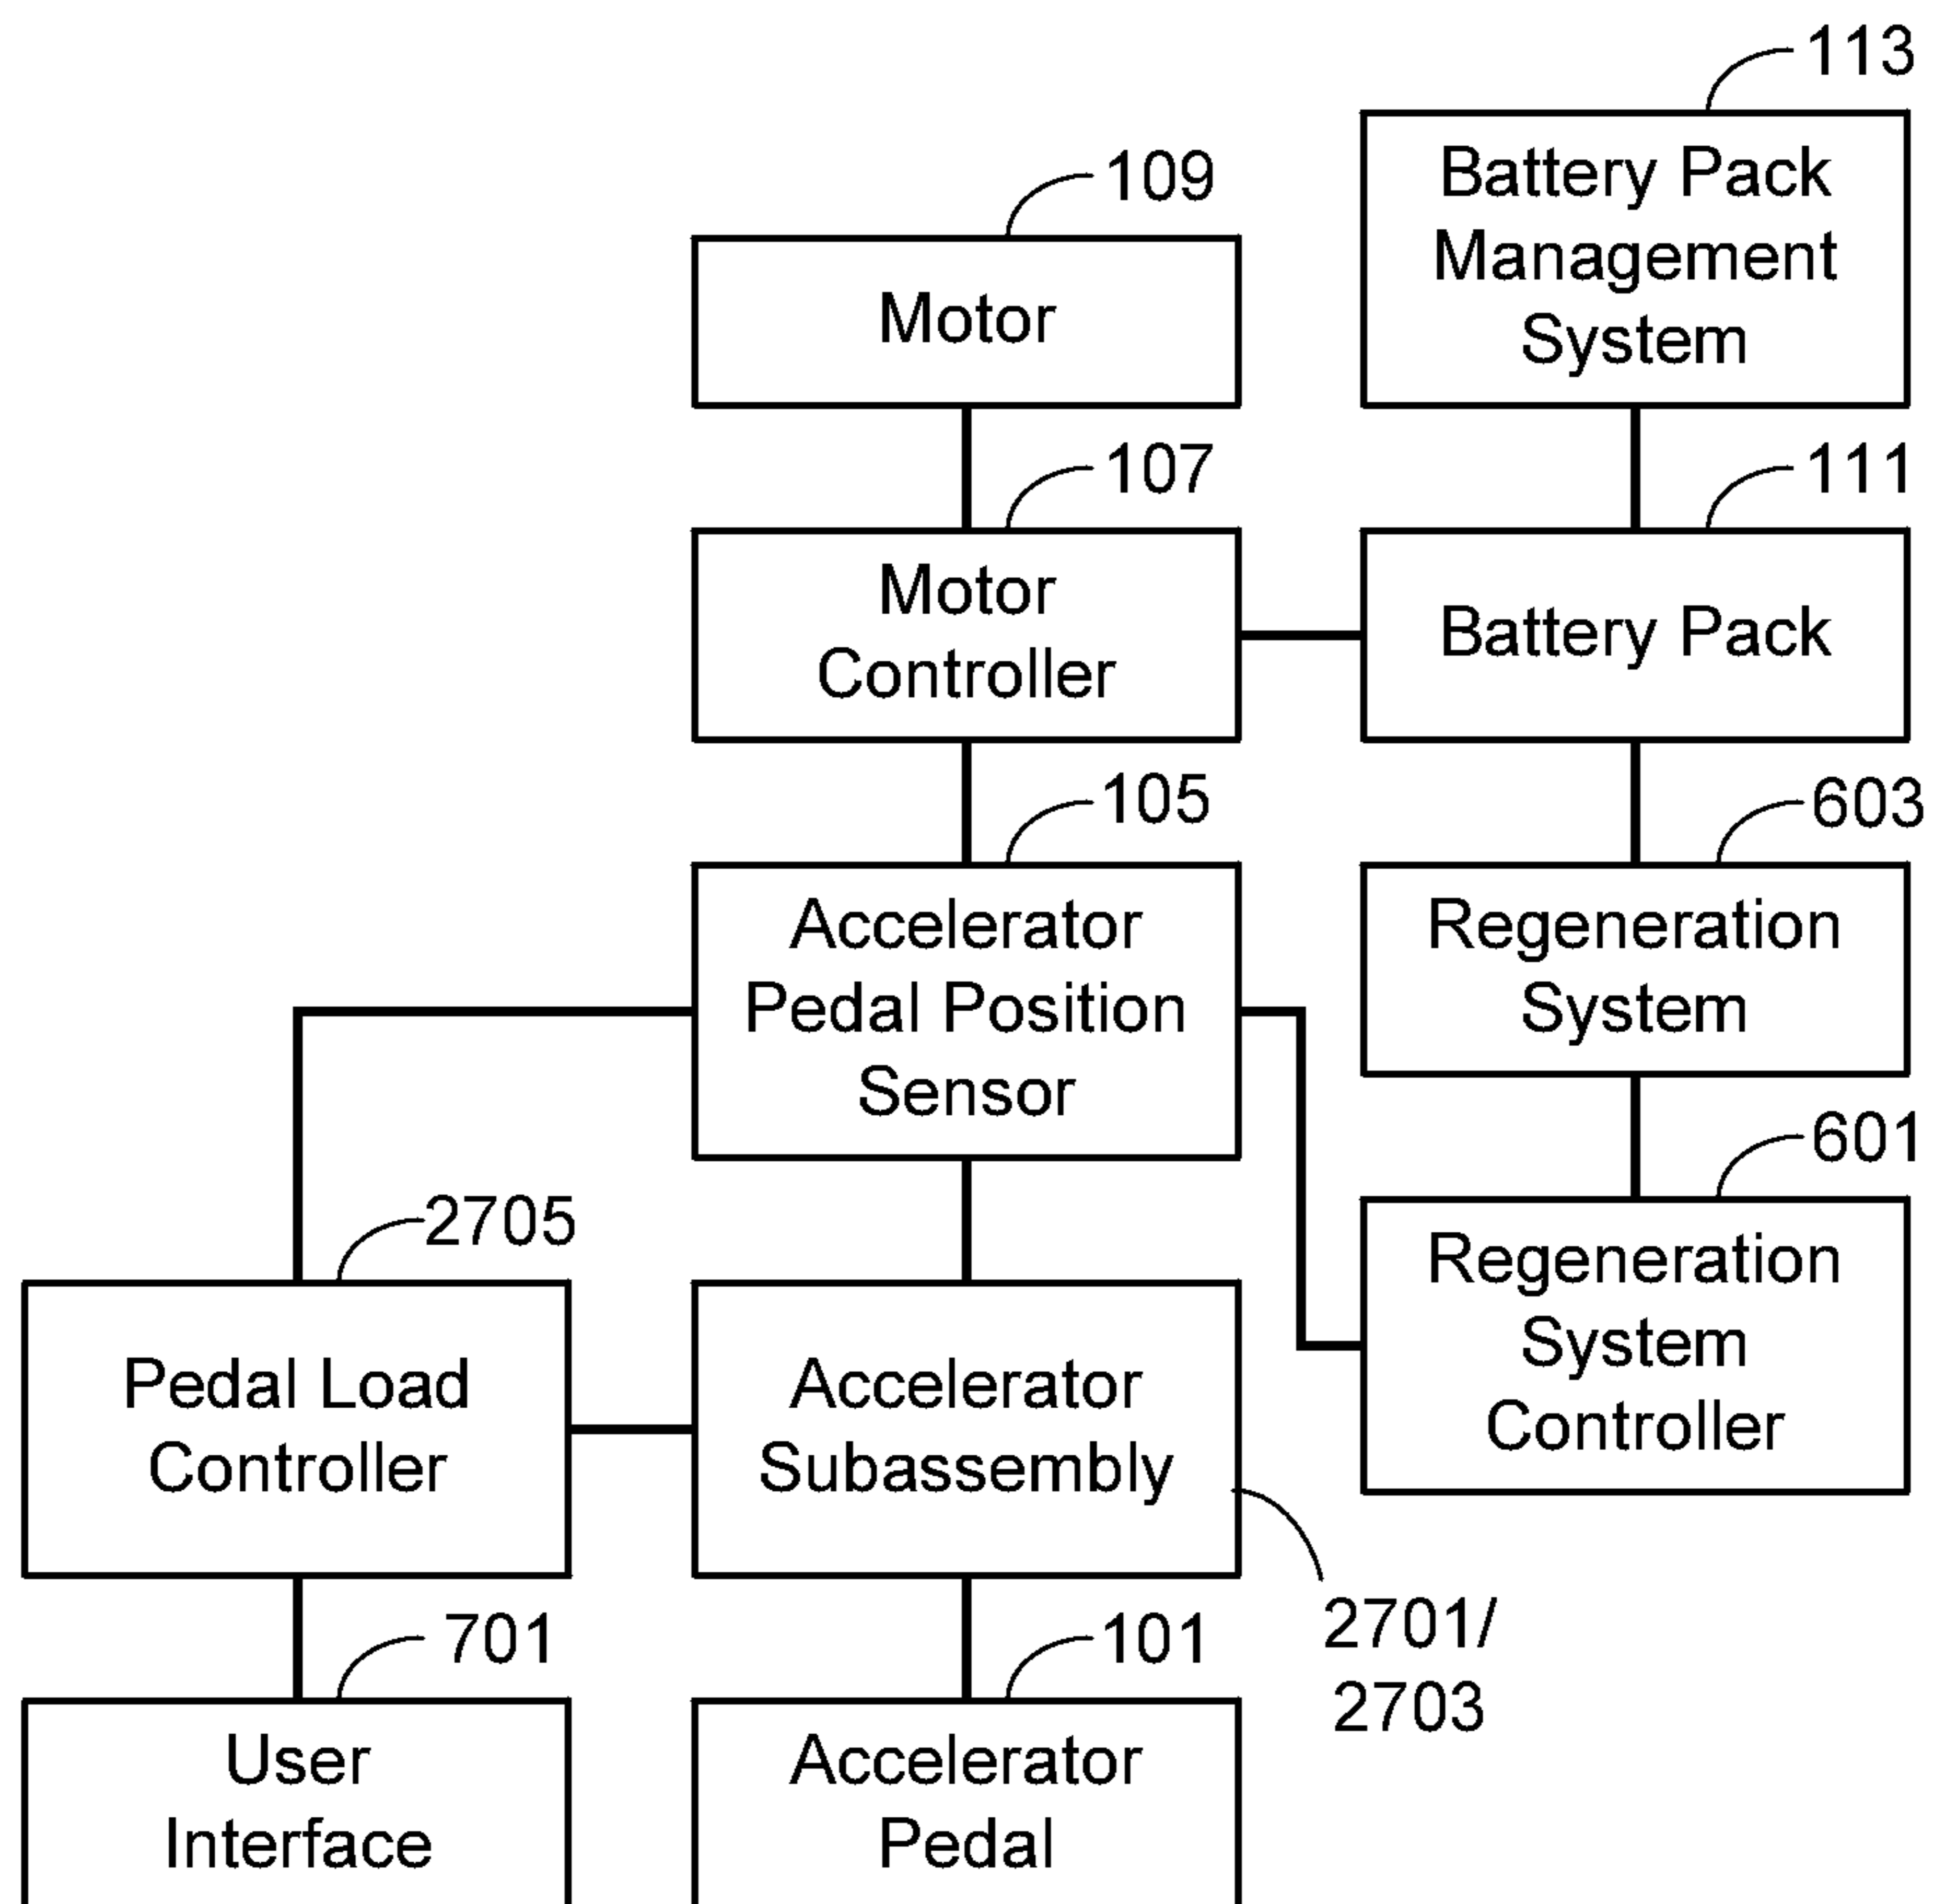 113
Battery Pack
Management
System
109
Motor
107
Motor
Controller
111
Battery Pack
105
Accelerator
Pedal Position
Sensor
603
Regeneration
System
601
Regeneration
System
Controller
2705
Pedal Load
Controller
Accelerator
Subassembly
2701/
2703
701
User
Interface
101
Accelerator
Pedal